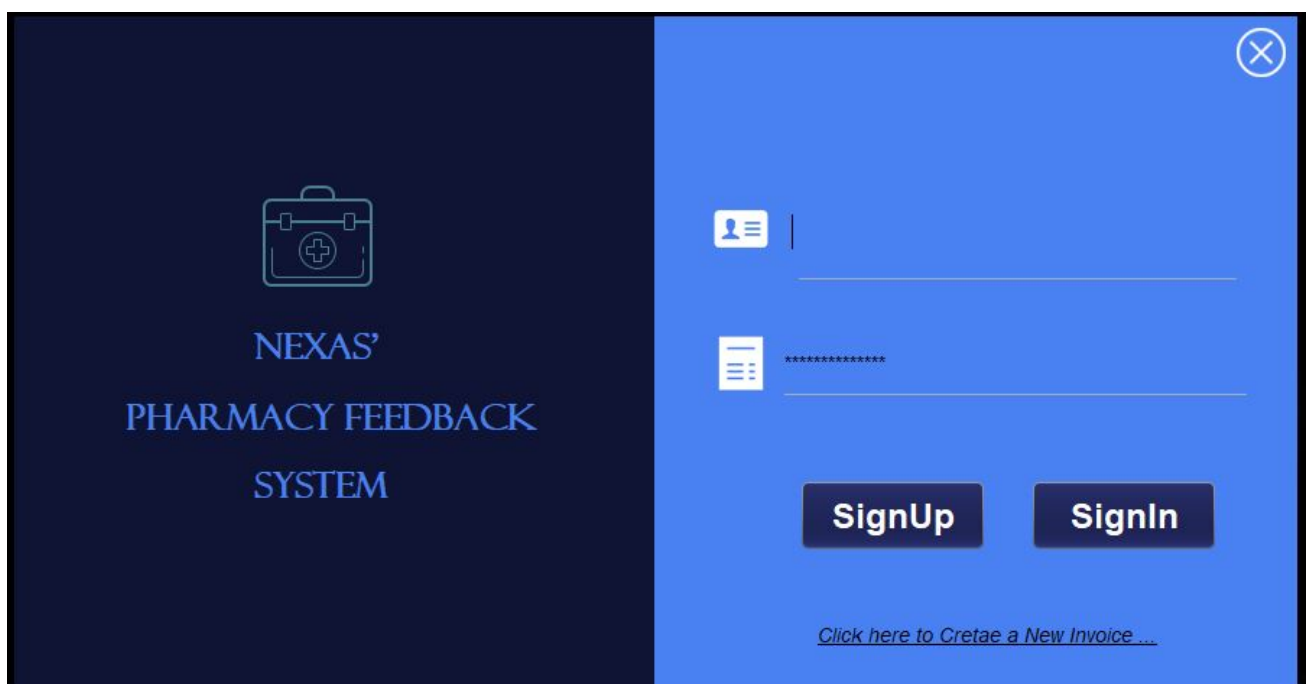 NEXAS’
PHARMACY FEEDBACK
SYSTEM
**************
SignUp
SignIn
Click here to Cretae a New Invoice ...